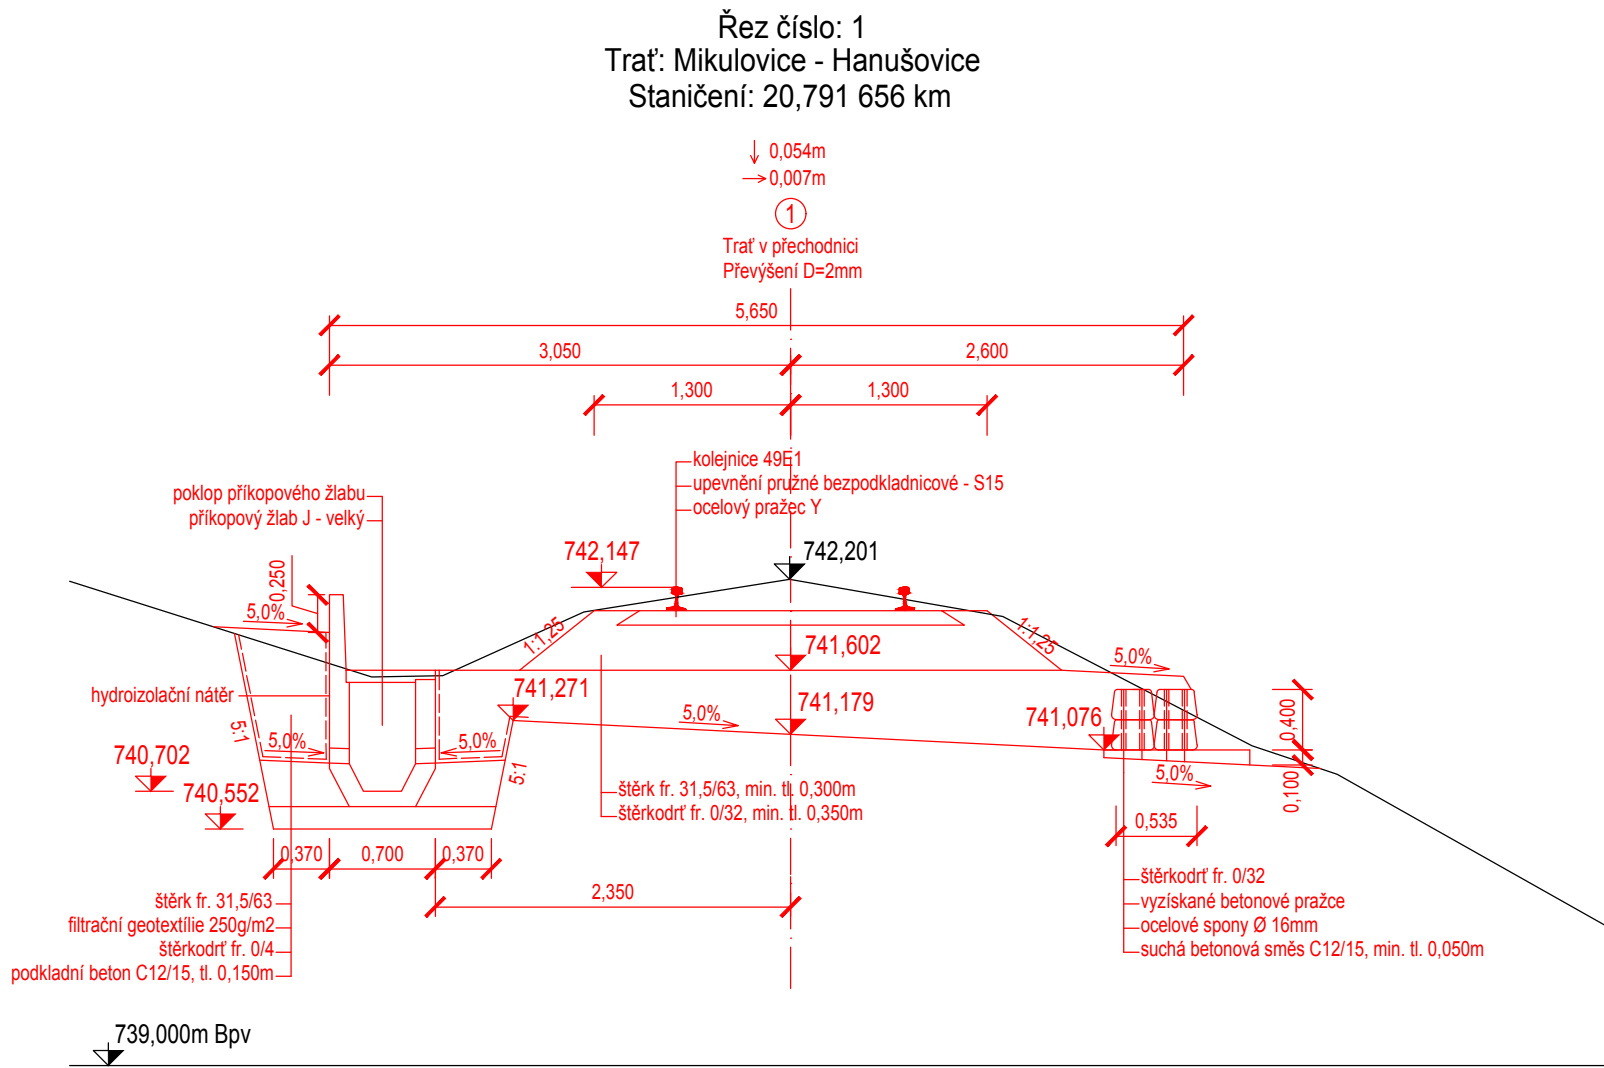 Řez číslo: 1
Trať: Mikulovice - Hanušovice
Staničení: 20,791 656 km
0,054m
0,007m
1
Trať v přechodnici
Převýšení D=2mm
5,650
3,050
2,600
1,300
1,300
kolejnice 49E1
upevnění pružné bezpodkladnicové - S15
ocelový pražec Y
poklop příkopového žlabu
příkopový žlab J - velký
742,147
742,201
0,250
5,0%
1:1,25
1:1,25
741,602
5,0%
hydroizolační nátěr
741,271
741,179
5,0%
741,076
0,400
5:1
5,0%
5,0%
740,702
5:1
5,0%
0,100
740,552
štěrk fr. 31,5/63, min. tl. 0,300m
štěrkodrť fr. 0/32, min. tl. 0,350m
0,535
0,370
0,700
0,370
2,350
štěrk fr. 31,5/63
filtrační geotextílie 250g/m2
štěrkodrť fr. 0/4
podkladní beton C12/15, tl. 0,150m
štěrkodrť fr. 0/32
vyzískané betonové pražce
ocelové spony Ø 16mm
suchá betonová směs C12/15, min. tl. 0,050m
739,000m Bpv